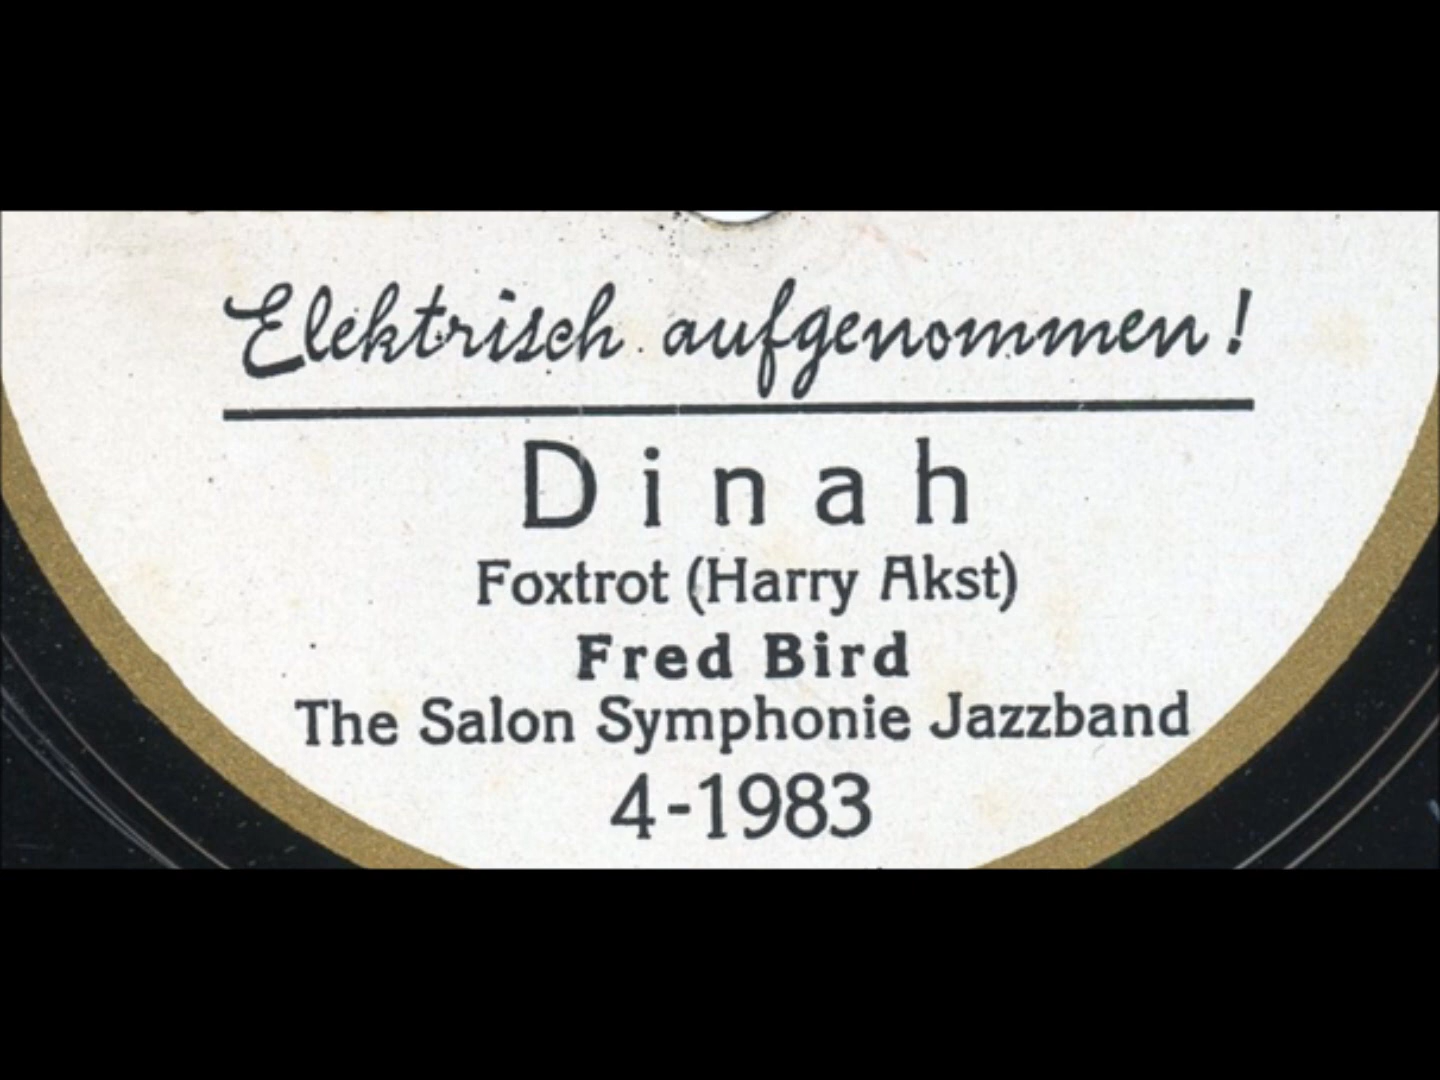 Elektrisch aufgenommen!
Dinah
Foxtrot (Harry Akst)
Fred Bird
The Salon Symphonie Jazzband
4-1983